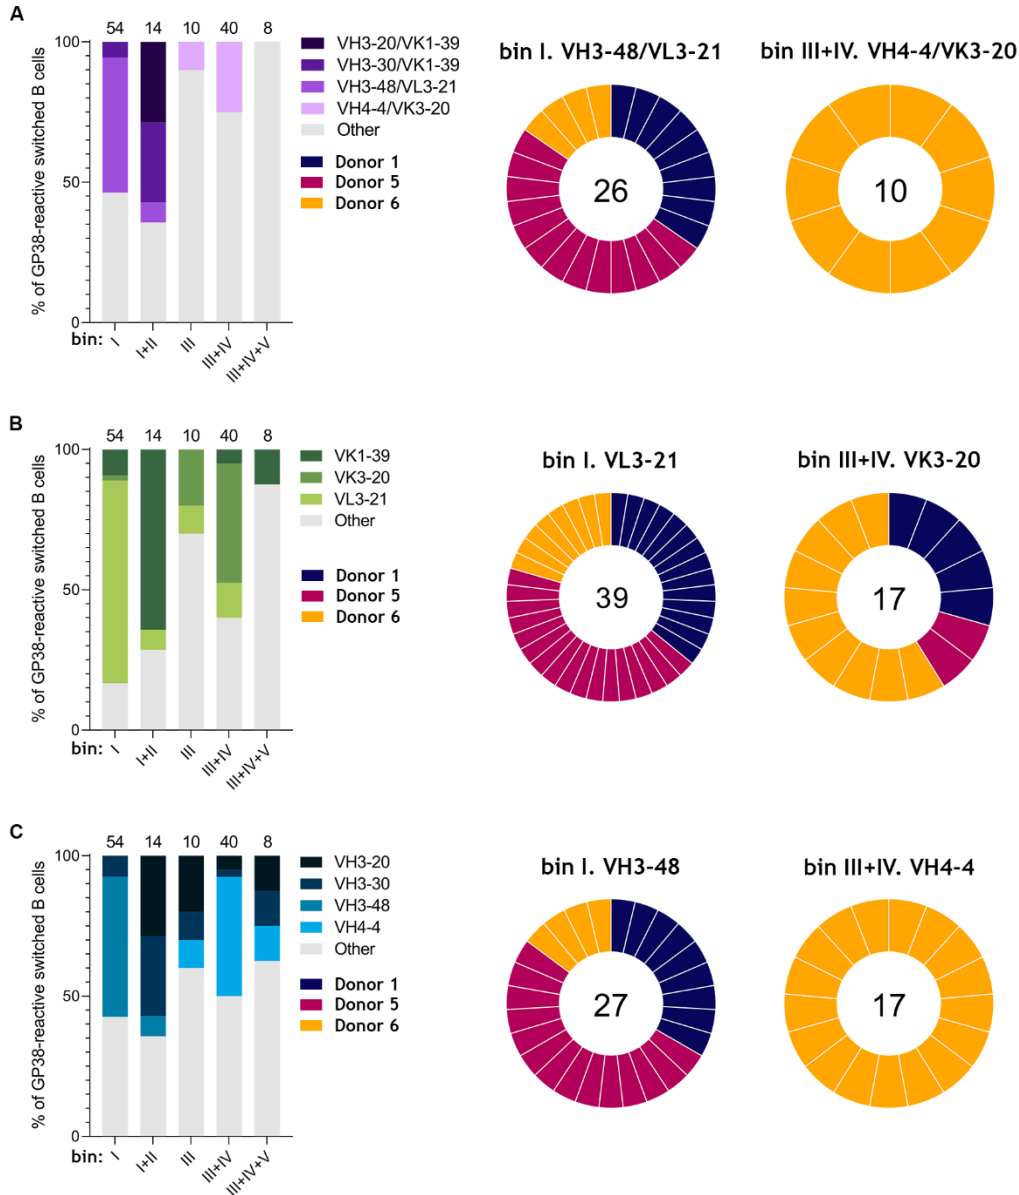 A
54 14 10 40 8
100
50
0
% of GP38-reactive switched B cells
bin: I I+II III III+IV III+IV+V
VH3-20/VK1-39
VH3-30/VK1-39
VH3-48/VL3-21
VH4-4/VK3-20
Other
Donor 1
Donor 5
Donor 6
bin I. VH3-48/VL3-21
26
bin III+IV. VH4-4/VK3-20
10
B
54 14 10 40 8
100
50
0
% of GP38-reactive switched B cells
bin: I I+II III III+IV III+IV+V
VK1-39
VK3-20
VL3-21
Other
Donor 1
Donor 5
Donor 6
bin I. VL3-21
39
bin III+IV. VK3-20
17
C
54 14 10 40 8
100
50
0
% of GP38-reactive switched B cells
bin: I I+II III III+IV III+IV+V
VH3-20
VH3-30
VH3-48
VH4-4
Other
Donor 1
Donor 5
Donor 6
bin I. VH3-48
27
bin III+IV. VH4-4
17